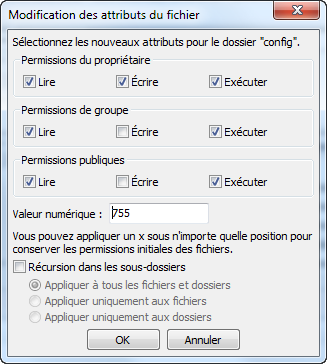 Modification des attributs du fichier
Sélectionnez les nouveaux attributs pour le dossier "config".
Permissions du propriétaire
Lire Écrire Exécuter
Permissions de groupe
Lire Écrire Exécuter
Permissions publiques
Lire Écrire Exécuter
Valeur numérique : 755
Vous pouvez appliquer un x sous n'importe quelle position pour
conserver les permissions initiales des fichiers.
Récursion dans les sous-dossiers
Appliquer à tous les fichiers et dossiers
Appliquer uniquement aux fichiers
Appliquer uniquement aux dossiers
OK Annuler